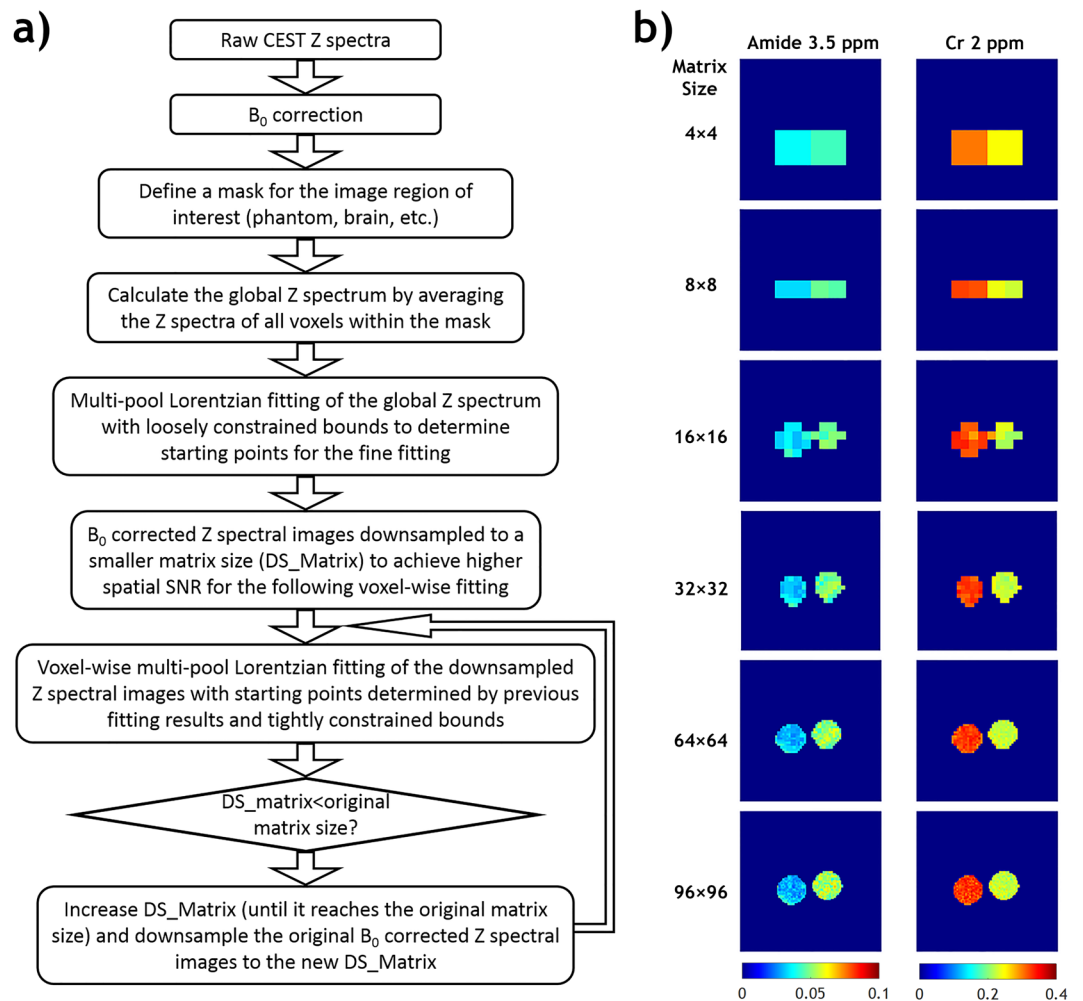 a)
Raw CEST Z spectra
B0 correction
Define a mask for the image region of
interest (phantom, brain, etc.)
Calculate the global Z spectrum by averaging
the Z spectra of all voxels within the mask
Multi-pool Lorentzian fitting of the global Z spectrum
with loosely constrained bounds to determine
starting points for the fine fitting
B0 corrected Z spectral images downsampled to a
smaller matrix size (DS_Matrix) to achieve higher
spatial SNR for the following voxel-wise fitting
Voxel-wise multi-pool Lorentzian fitting of the downsampled
Z spectral images with starting points determined by previous
fitting results and tightly constrained bounds
DS_matrix<original
matrix size?
Increase DS_Matrix (until it reaches the original matrix
size) and downsample the original B0 corrected Z spectral
images to the new DS_Matrix
b)
Amide 3.5 ppm
Cr 2 ppm
Matrix
Size
4×4
8×8
16×16
32×32
64×64
96×96
0 0.05 0.1
0 0.2 0.4